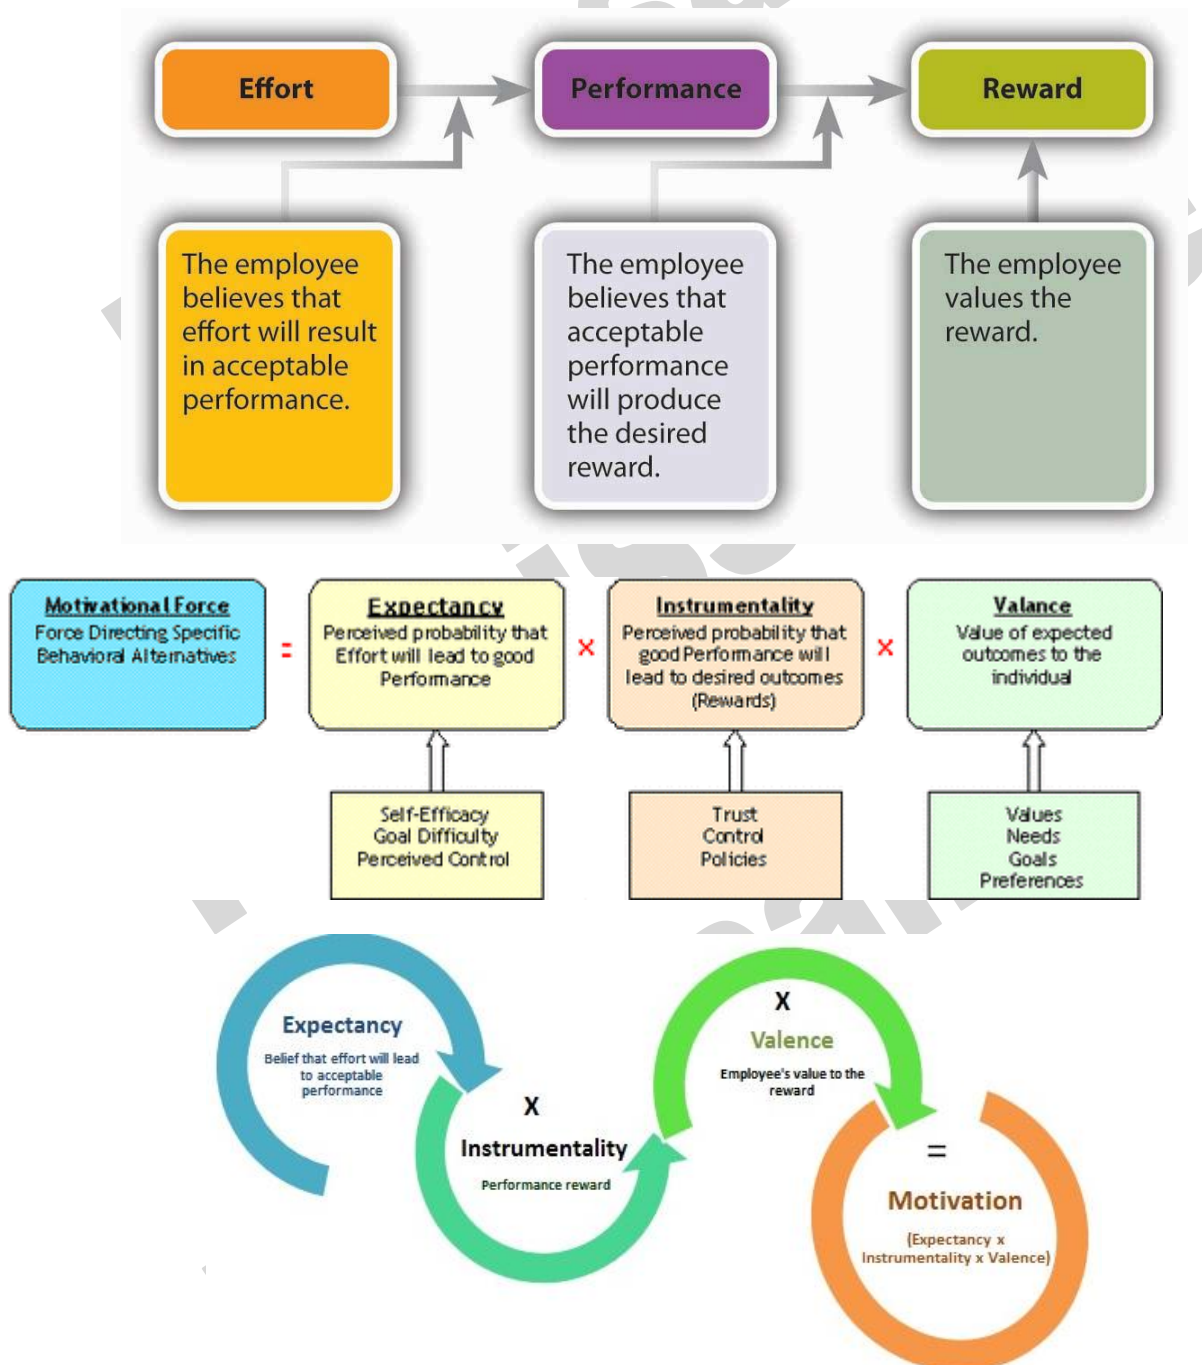 Effort
Performance
Reward
The employee
believes that
effort will result
in acceptable
performance.
The employee
believes that
acceptable
performance
will produce
the desired
reward.
The employee
values the
reward.
Motivational Force
Force Directing Specific
Behavioral Alternatives
=
Expectancy
Perceived probability that
Effort will lead to good
Performance
×
Instrumentality
Perceived probability that
good Performance will
lead to desired outcomes
(Rewards)
×
Valance
Value of expected
outcomes to the
individual
Self-Efficacy
Goal Difficulty
Perceived Control
Trust
Control
Policies
Values
Needs
Goals
Preferences
Expectancy
Belief that effort will lead
to acceptable
performance
X
Instrumentality
Performance reward
X
Valence
Employee's value to the
reward
=
Motivation
(Expectancy x
Instrumentality x Valence)